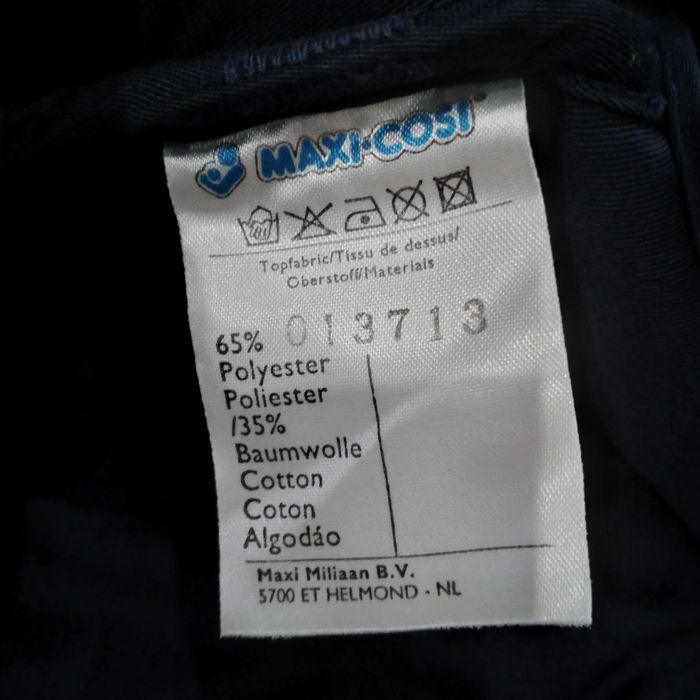 MAXI-COSI
Topfabric/Tissu de dessus/
Oberstoff/Materials
65% 013713
Polyester
Poliester
/35%
Baumwolle
Cotton
Coton
Algodáo
Maxi Miliaan B.V.
5700 ET HELMOND - NL